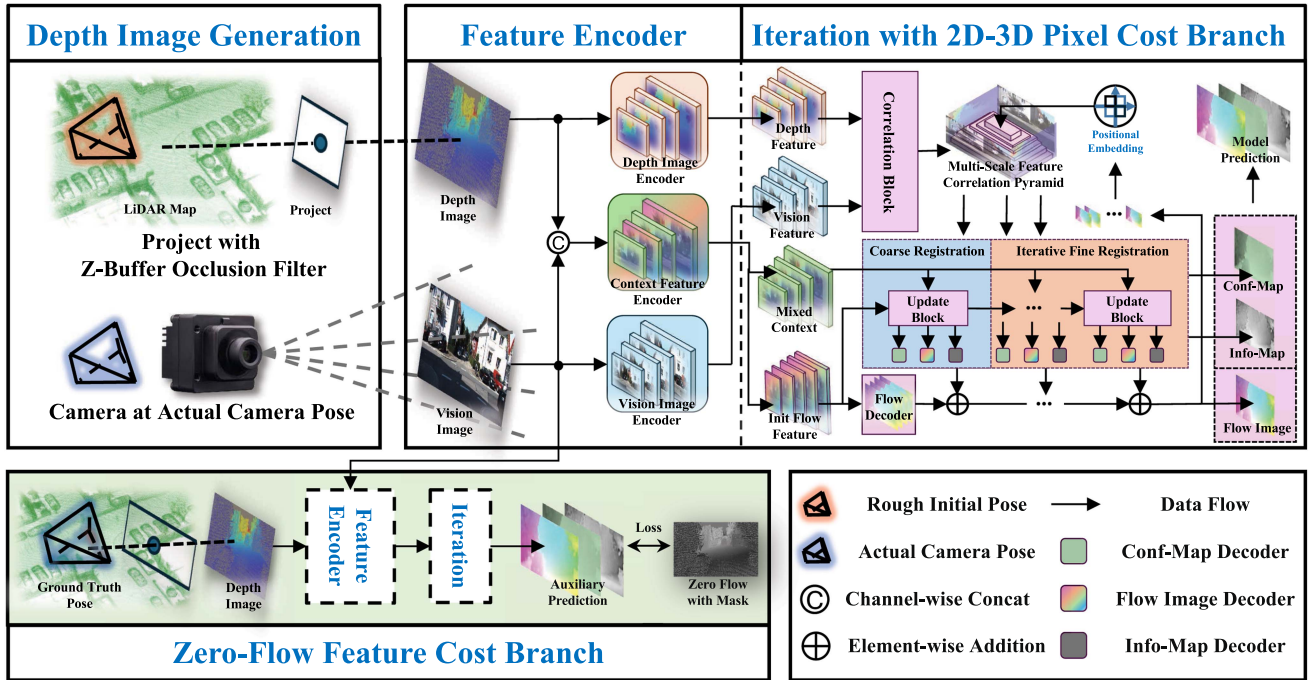 Depth Image Generation
LiDAR Map
Project
Project with
Z-Buffer Occlusion Filter
Camera at Actual Camera Pose
Feature Encoder
Depth
Image
Vision
Image
C
Depth Image
Encoder
Context Feature
Encoder
Vision Image
Encoder
Iteration with 2D-3D Pixel Cost Branch
Depth
Feature
Vision
Feature
Mixed
Context
Init Flow
Feature
Correlation
Block
Multi-Scale Feature
Correlation Pyramid
Positional
Embedding
Model
Prediction
Coarse Registration
Iterative Fine Registration
Update
Block
Update
Block
Flow
Decoder
Conf-Map
Info-Map
Flow Image
Ground Truth
Pose
Depth
Image
Feature
Encoder
Iteration
Auxiliary
Prediction
Loss
Zero Flow
with Mask
Zero-Flow Feature Cost Branch
Rough Initial Pose
Data Flow
Actual Camera Pose
Conf-Map Decoder
C
Channel-wise Concat
Flow Image Decoder
Element-wise Addition
Info-Map Decoder